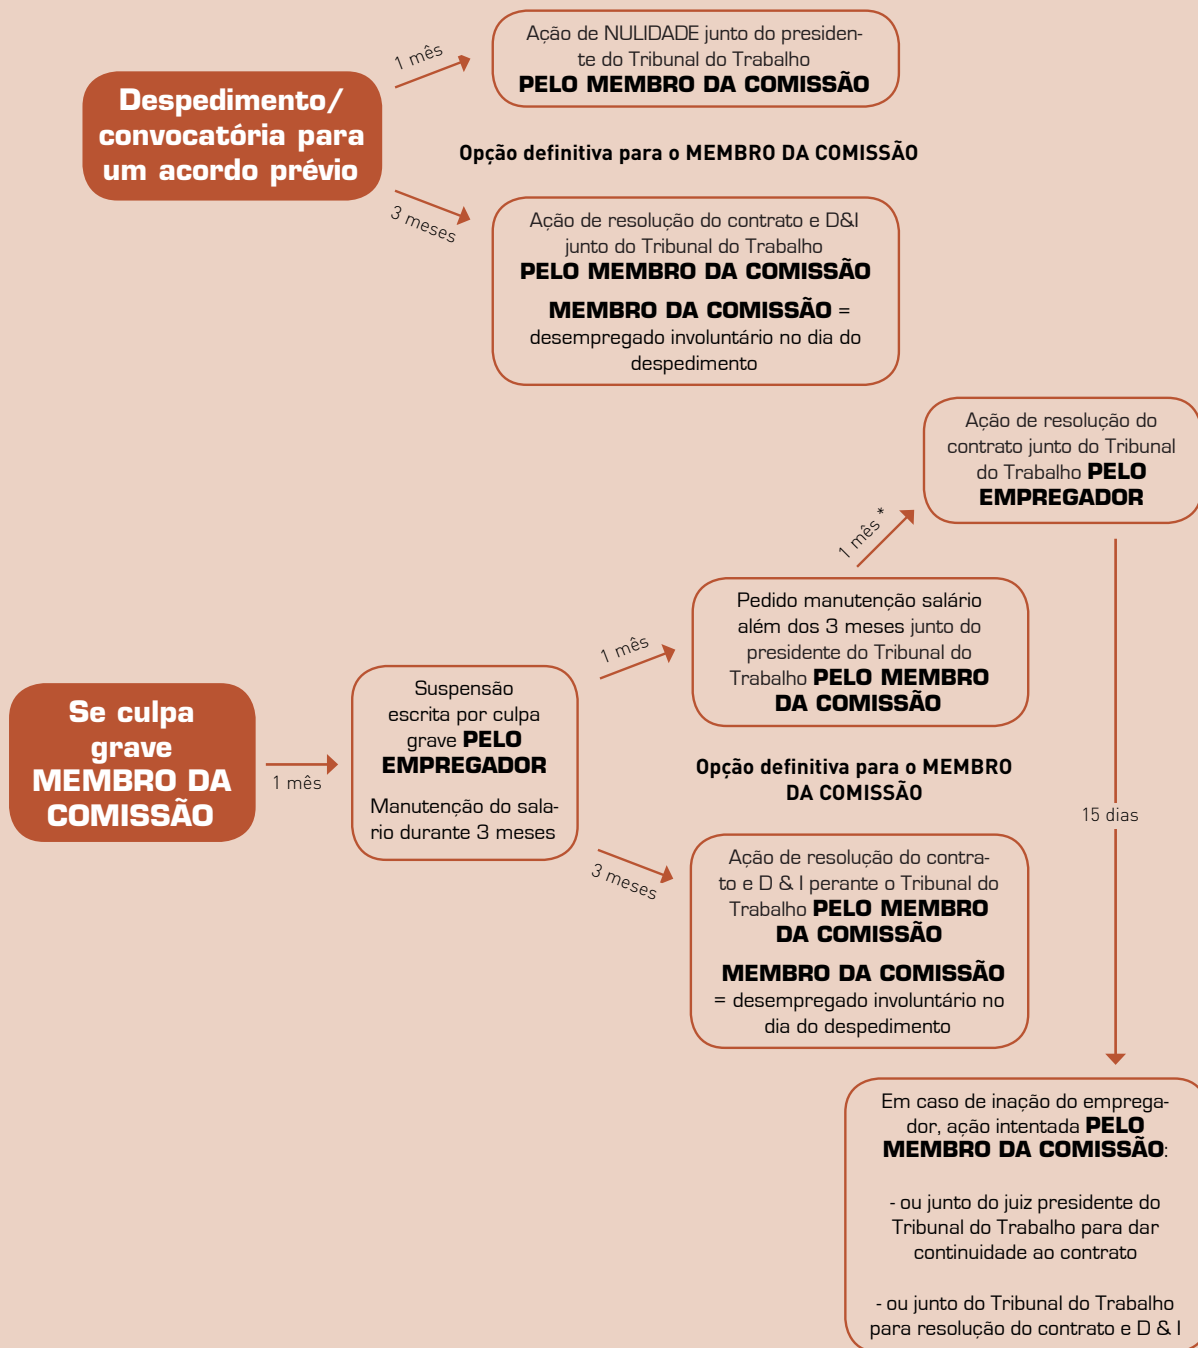 1 mês
Ação de NULIDADE junto do presiden-
te do Tribunal do Trabalho
PELO MEMBRO DA COMISSÃO
Despedimento/
convocatória para
um acordo prévio
Opção definitiva para o MEMBRO DA COMISSÃO
3 meses
Ação de resolução do contrato e D&I
junto do Tribunal do Trabalho
PELO MEMBRO DA COMISSÃO
MEMBRO DA COMISSÃO =
desempregado involuntário no dia do
despedimento
Ação de resolução do
contrato junto do Tribunal
do Trabalho PELO
EMPREGADOR
1 mês *
Pedido manutenção salário
além dos 3 meses junto do
presidente do Tribunal do
Trabalho PELO MEMBRO
DA COMISSÃO
1 mês
Se culpa
grave
MEMBRO DA
COMISSÃO
1 mês
Suspensão
escrita por culpa
grave PELO
EMPREGADOR
Manutenção do sala-
rio durante 3 meses
Opção definitiva para o MEMBRO
DA COMISSÃO
15 dias
3 meses
Ação de resolução do contra-
to e D & I perante o Tribunal do
Trabalho PELO MEMBRO
DA COMISSÃO
MEMBRO DA COMISSÃO
= desempregado involuntário no
dia do despedimento
Em caso de inação do emprega-
dor, ação intentada PELO
MEMBRO DA COMISSÃO:
- ou junto do juiz presidente do
Tribunal do Trabalho para dar
continuidade ao contrato
- ou junto do Tribunal do Trabalho
para resolução do contrato e D & I